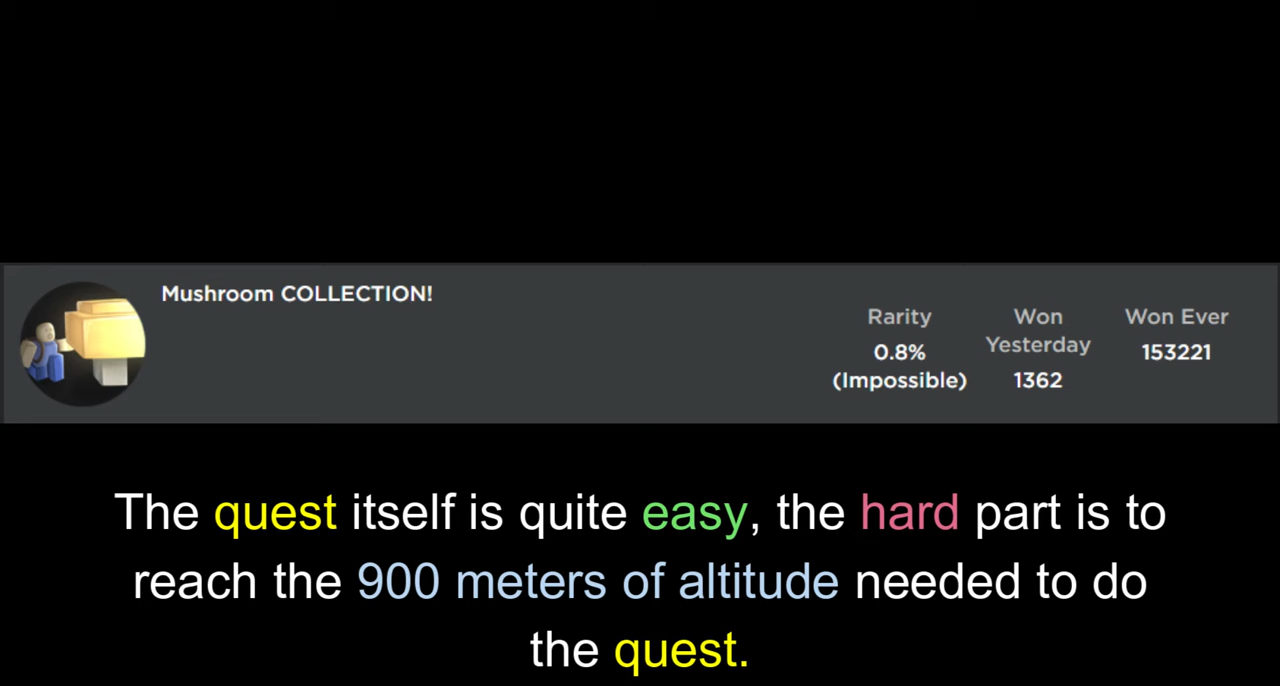 Mushroom COLLECTION!
Rarity
0.8%
(Impossible)
Won
Yesterday
1362
Won Ever
153221
The quest itself is quite easy, the hard part is to
reach the 900 meters of altitude needed to do
the quest.